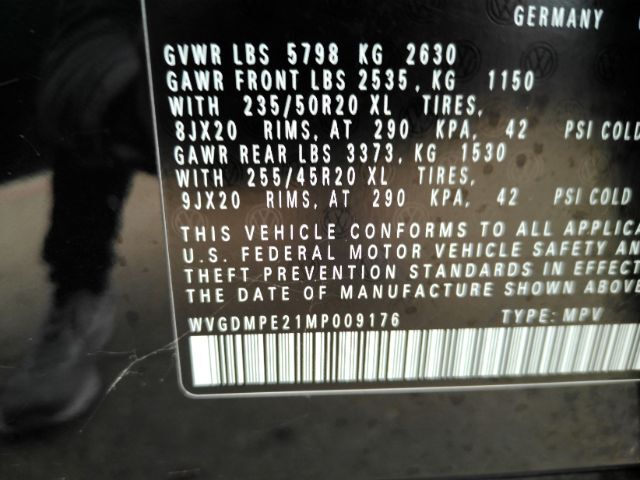 GERMANY
GVWR LBS 5798 KG 2630
GAWR FRONT LBS 2535, KG 1150
WITH 235/50R20 XL TIRES,
8JX20 RIMS, AT 290 KPA, 42 PSI COLD
GAWR REAR LBS 3373, KG 1530
WITH 255/45R20 XL TIRES,
9JX20 RIMS, AT 290 KPA, 42 PSI COLD
THIS VEHICLE CONFORMS TO ALL APPLICA
U.S. FEDERAL MOTOR VEHICLE SAFETY AN
THEFT PREVENTION STANDARDS IN EFFECT
THE DATE OF MANUFACTURE SHOWN ABOVE
WVGDMPE21MP009176 TYPE: MPV